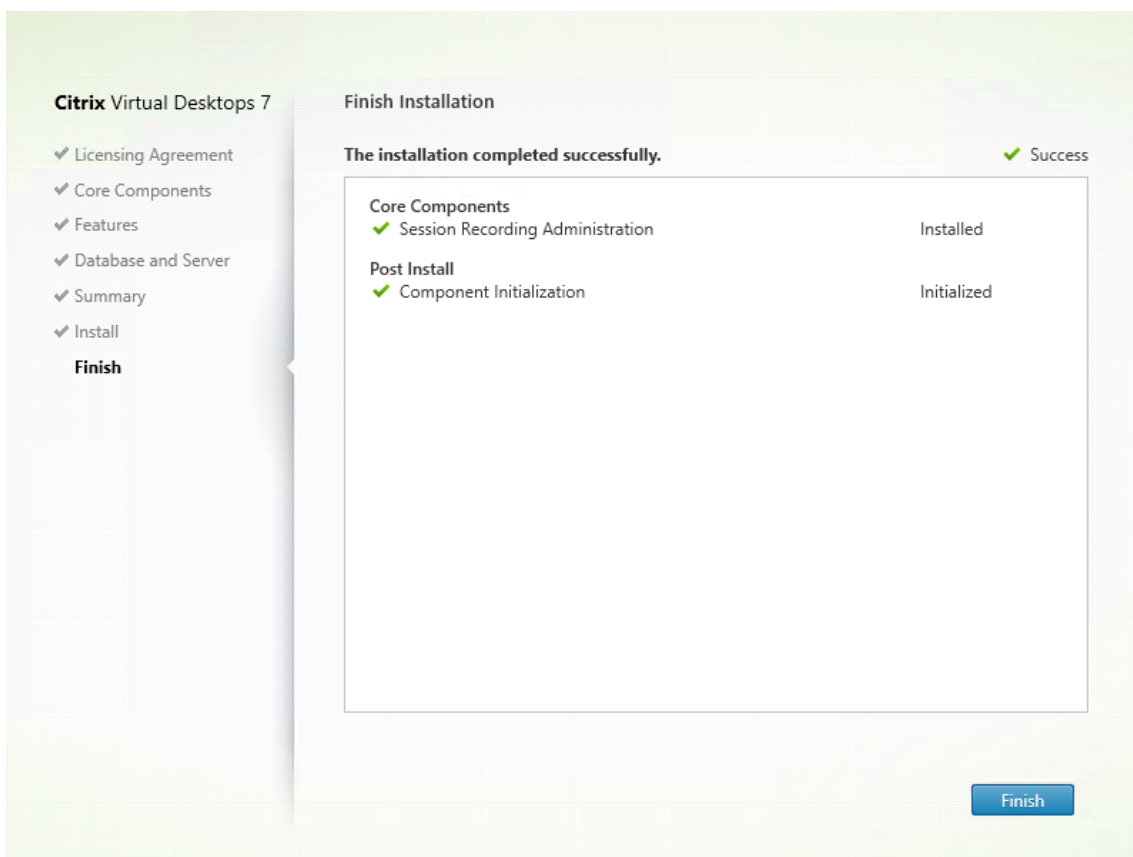 Citrix Virtual Desktops 7
Licensing Agreement
Core Components
Features
Database and Server
Summary
Install
Finish
Finish Installation
The installation completed successfully. Success
Core Components
Session Recording Administration Installed
Post Install
Component Initialization Initialized
Finish